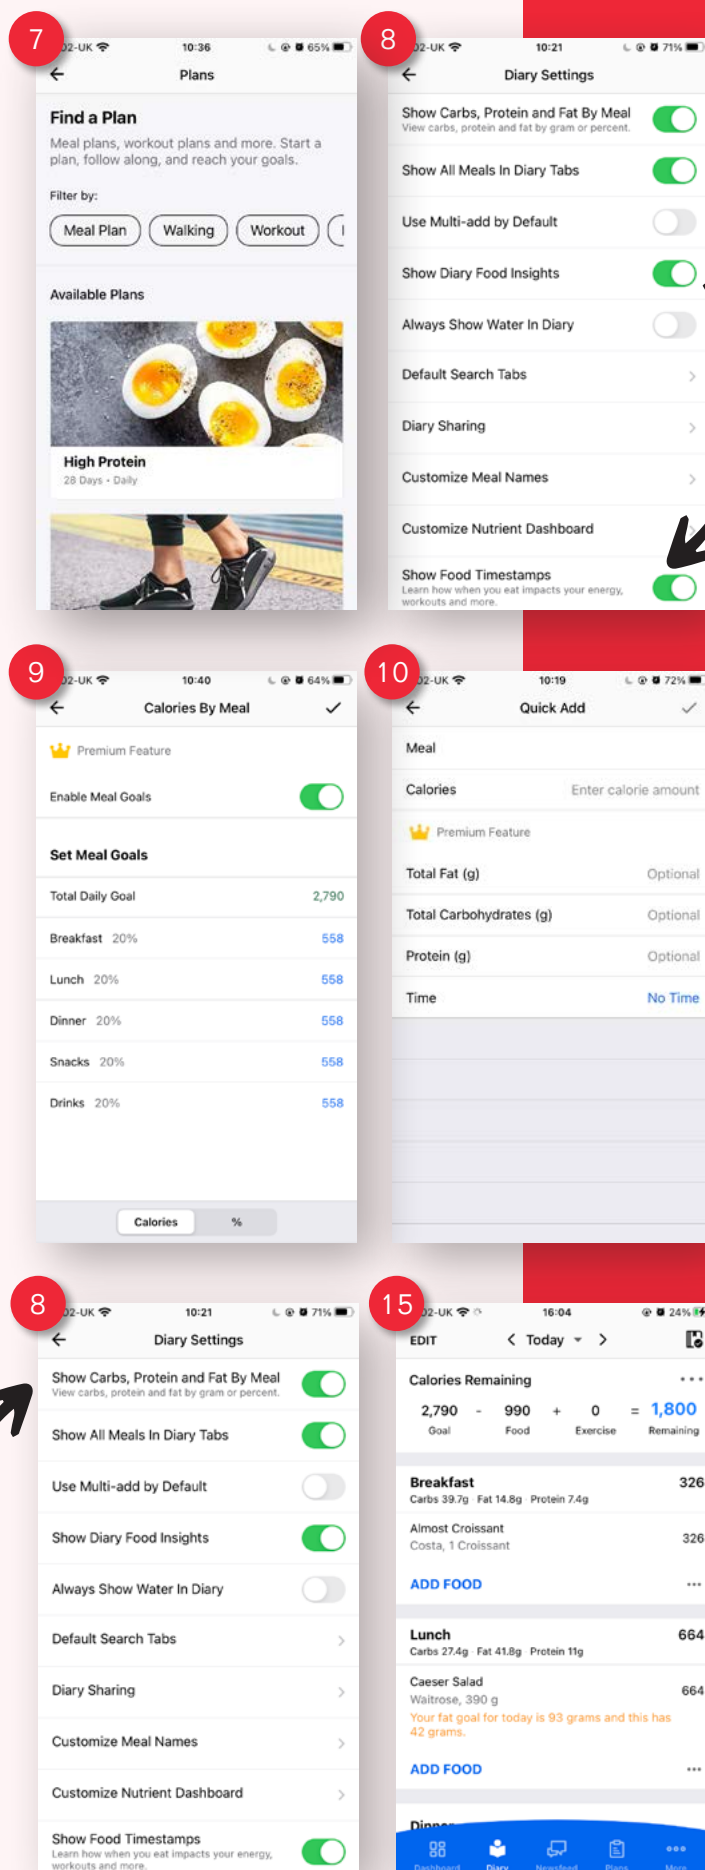 7
02-UK
10:36
65%
Plans
Find a Plan
Meal plans, workout plans and more. Start a
plan, follow along, and reach your goals.
Filter by:
Meal Plan
Walking
Workout
Available Plans
High Protein
28 Days • Daily
8
02-UK
10:21
71%
Diary Settings
Show Carbs, Protein and Fat By Meal
View carbs, protein and fat by gram or percent.
Show All Meals In Diary Tabs
Use Multi-add by Default
Show Diary Food Insights
Always Show Water In Diary
Default Search Tabs
Diary Sharing
Customize Meal Names
Customize Nutrient Dashboard
Show Food Timestamps
Learn how when you eat impacts your energy,
workouts and more.
9
02-UK
10:40
64%
Calories By Meal
Premium Feature
Enable Meal Goals
Set Meal Goals
Total Daily Goal 2,790
Breakfast 20% 558
Lunch 20% 558
Dinner 20% 558
Snacks 20% 558
Drinks 20% 558
Calories %
10
02-UK
10:19
72%
Quick Add
Meal
Calories Enter calorie amount
Premium Feature
Total Fat (g) Optional
Total Carbohydrates (g) Optional
Protein (g) Optional
Time No Time
8
02-UK
10:21
71%
Diary Settings
Show Carbs, Protein and Fat By Meal
View carbs, protein and fat by gram or percent.
Show All Meals In Diary Tabs
Use Multi-add by Default
Show Diary Food Insights
Always Show Water In Diary
Default Search Tabs
Diary Sharing
Customize Meal Names
Customize Nutrient Dashboard
Show Food Timestamps
Learn how when you eat impacts your energy,
workouts and more.
15
02-UK
16:04
24%
EDIT < Today >
Calories Remaining
2,790 - 990 + 0 = 1,800
Goal Food Exercise Remaining
Breakfast 326
Carbs 39.7g · Fat 14.8g · Protein 7.4g
Almost Croissant 326
Costa, 1 Croissant
ADD FOOD
Lunch 664
Carbs 27.4g · Fat 41.8g · Protein 11g
Caeser Salad 664
Waitrose, 390 g
Your fat goal for today is 93 grams and this has
42 grams.
ADD FOOD
Dinner
Dashboard Diary Newsfeed Plans More